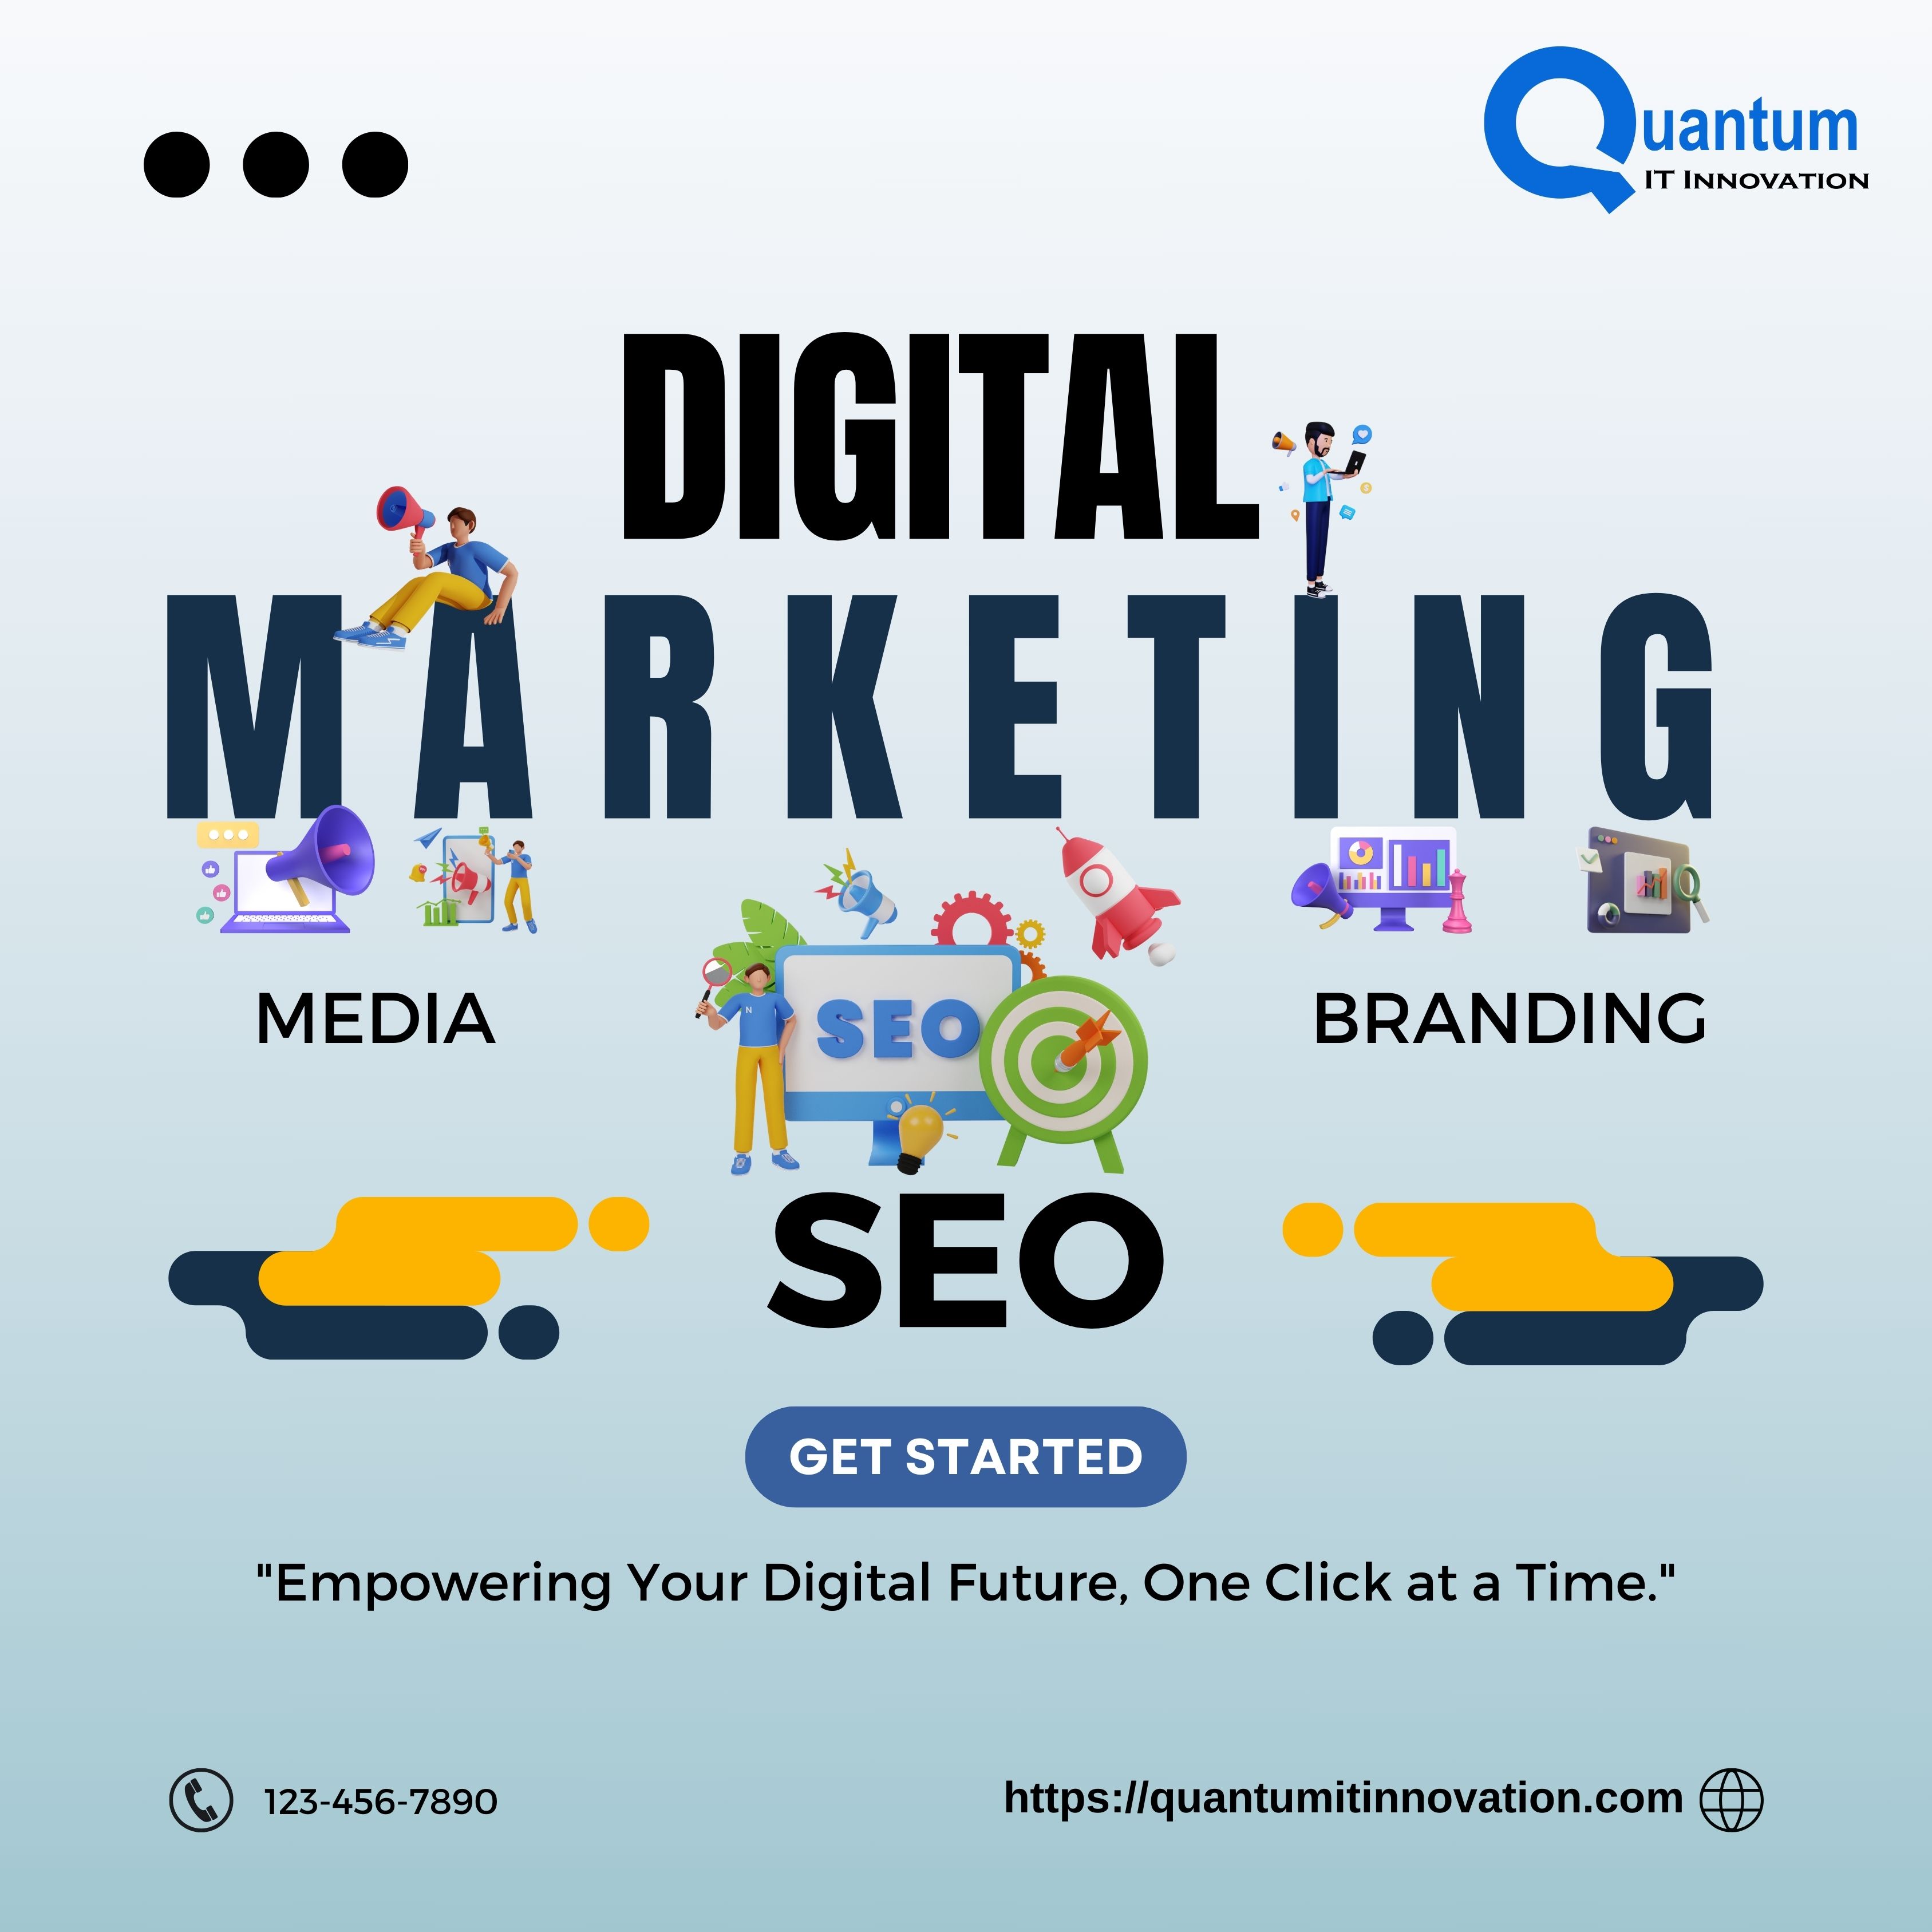 Quantum
IT INNOVATION
DIGITAL
MARKETING
SEO
MEDIA
BRANDING
SEO
GET STARTED
"Empowering Your Digital Future, One Click at a Time."
123-456-7890
https://quantumitinnovation.com